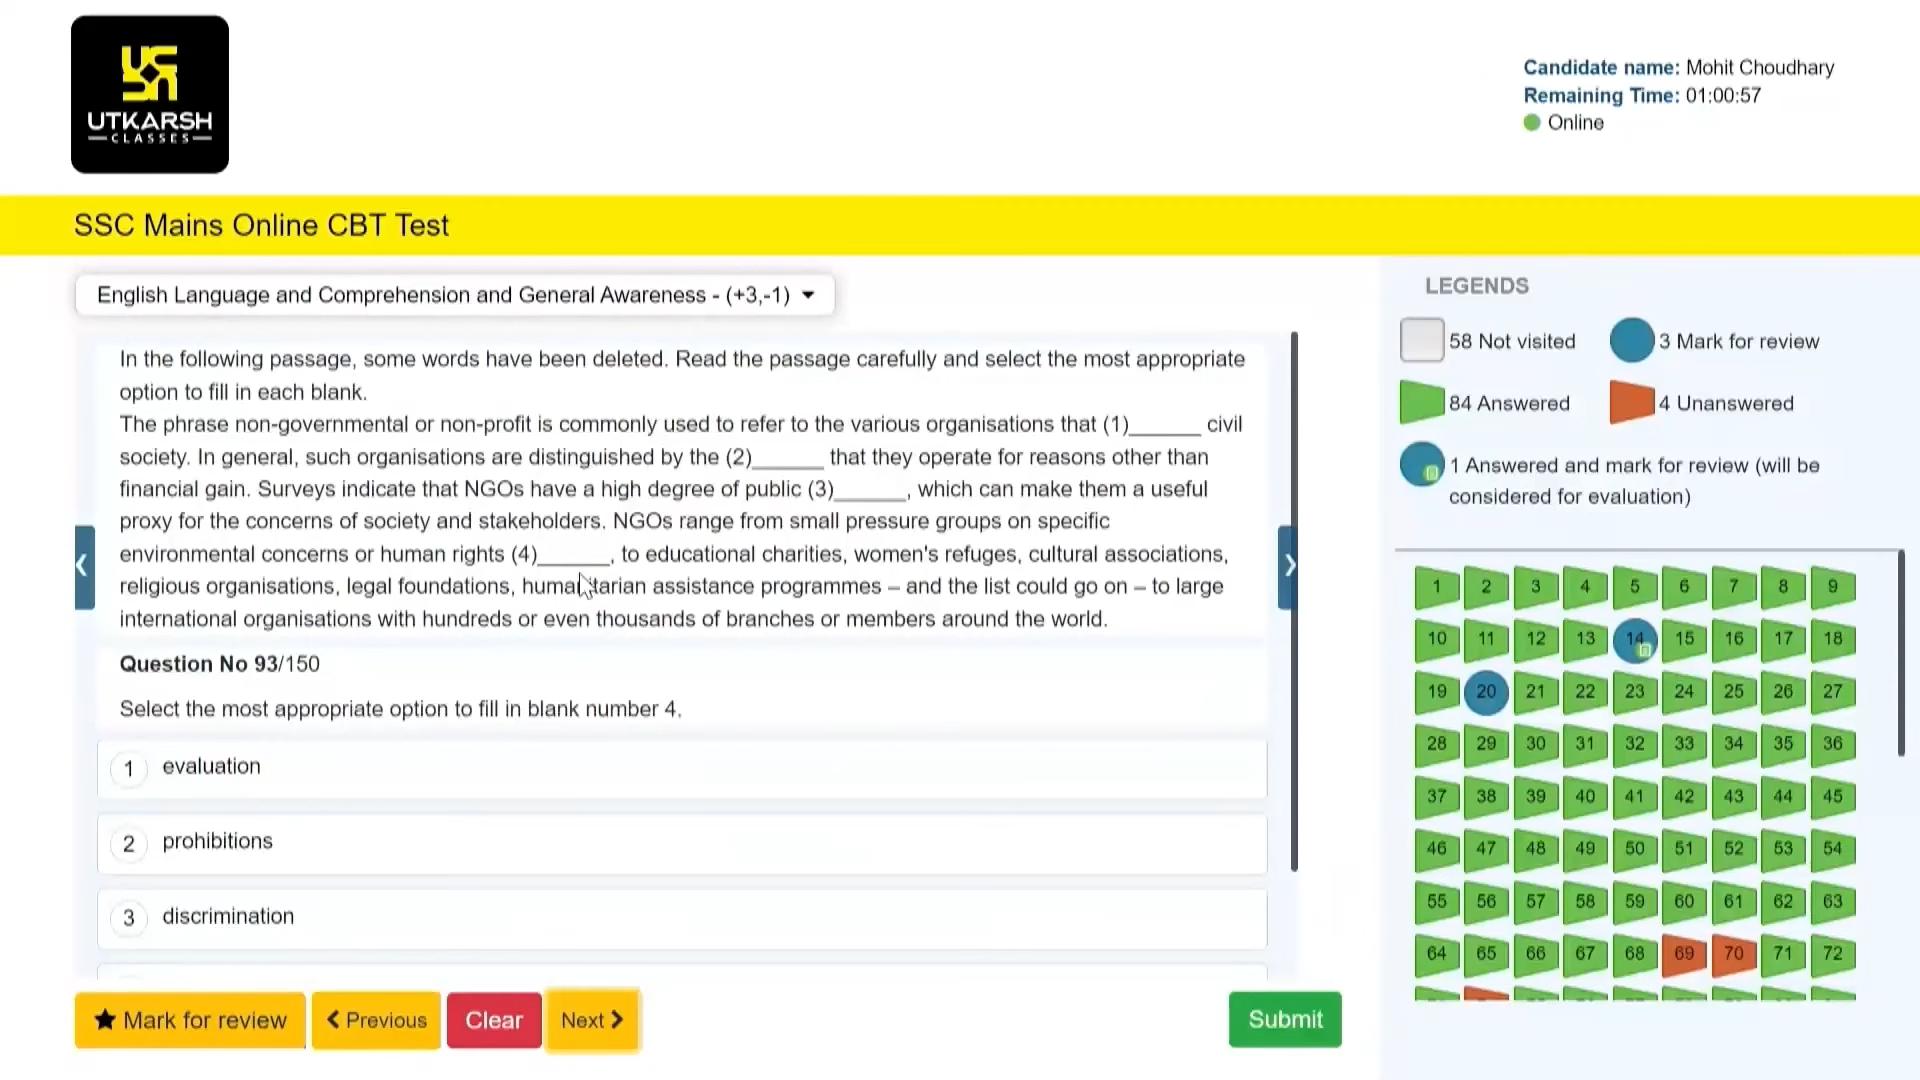 UTKARSH
CLASSES
Candidate name: Mohit Choudhary
Remaining Time: 01:00:57
Online
SSC Mains Online CBT Test
English Language and Comprehension and General Awareness - (+3,-1)
In the following passage, some words have been deleted. Read the passage carefully and select the most appropriate
option to fill in each blank.
The phrase non-governmental or non-profit is commonly used to refer to the various organisations that (1)______ civil
society. In general, such organisations are distinguished by the (2)______ that they operate for reasons other than
financial gain. Surveys indicate that NGOs have a high degree of public (3)______, which can make them a useful
proxy for the concerns of society and stakeholders. NGOs range from small pressure groups on specific
environmental concerns or human rights (4)______, to educational charities, women's refuges, cultural associations,
religious organisations, legal foundations, humanitarian assistance programmes – and the list could go on – to large
international organisations with hundreds or even thousands of branches or members around the world.
Question No 93/150
Select the most appropriate option to fill in blank number 4.
1 evaluation
2 prohibitions
3 discrimination
Mark for review
Previous
Clear
Next
Submit
LEGENDS
58 Not visited
3 Mark for review
84 Answered
4 Unanswered
1 Answered and mark for review (will be
considered for evaluation)
1 2 3 4 5 6 7 8 9
10 11 12 13 14 15 16 17 18
19 20 21 22 23 24 25 26 27
28 29 30 31 32 33 34 35 36
37 38 39 40 41 42 43 44 45
46 47 48 49 50 51 52 53 54
55 56 57 58 59 60 61 62 63
64 65 66 67 68 69 70 71 72